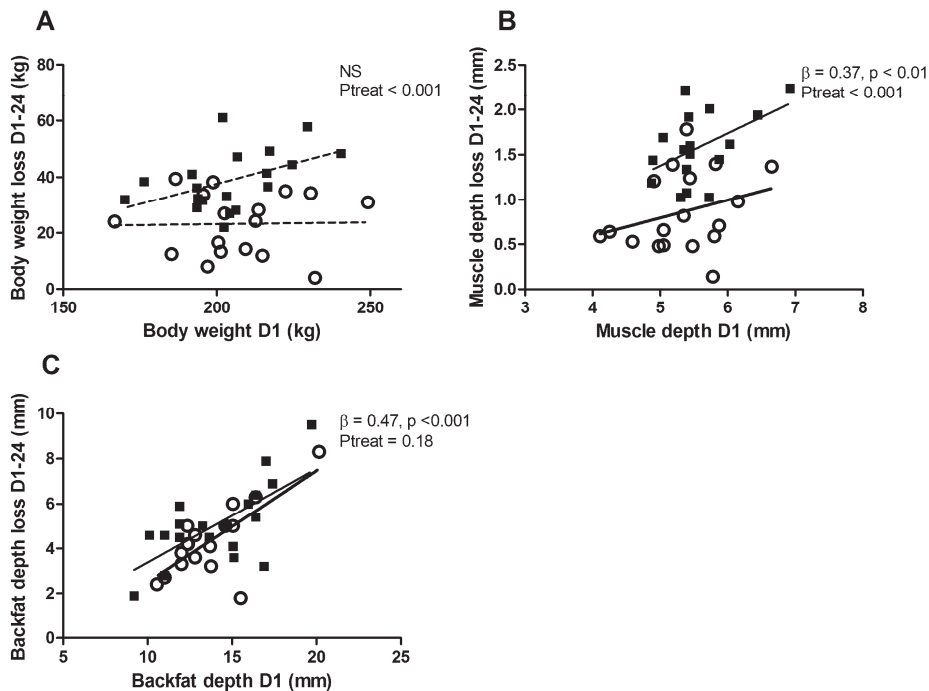 A
Body weight loss D1-24 (kg)
80
60
40
20
0
150
200
250
Body weight D1 (kg)
NS
Ptreat < 0.001
B
Muscle depth loss D1-24 (mm)
2.5
2.0
1.5
1.0
0.5
0.0
3
4
5
6
7
8
Muscle depth D1 (mm)
β = 0.37, p < 0.01
Ptreat < 0.001
C
Backfat depth loss D1-24 (mm)
10
8
6
4
2
0
5
10
15
20
25
Backfat depth D1 (mm)
β = 0.47, p <0.001
Ptreat = 0.18